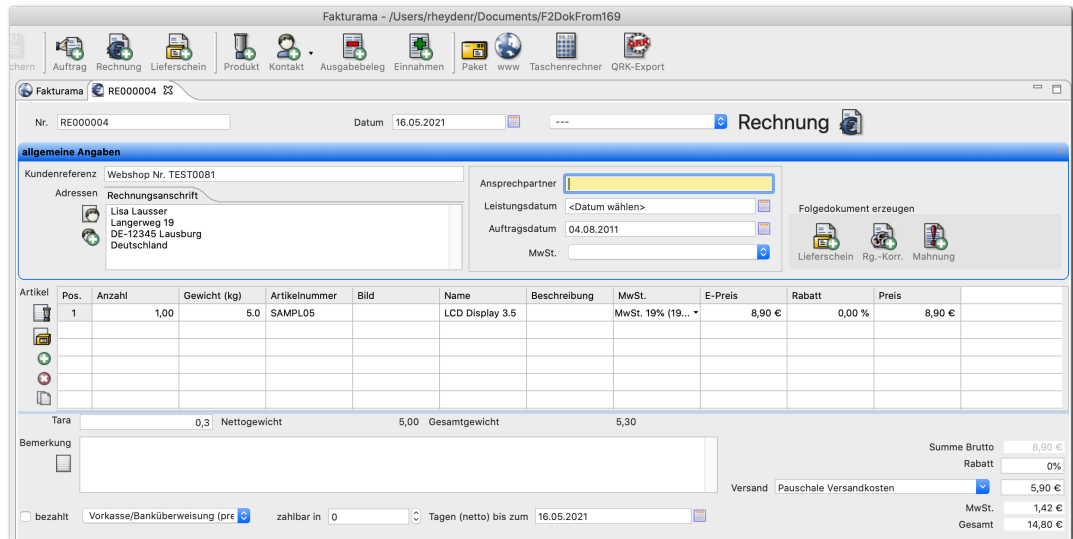 Fakturama - /Users/rheydenr/Documents/F2DokFrom169
chern Auftrag Rechnung Lieferschein Produkt Kontakt Ausgabebeleg Einnahmen Paket www Taschenrechner QRK-Export
Fakturama RE000004
Nr. RE000004 Datum 16.05.2021 --- Rechnung
allgemeine Angaben
Kundenreferenz Webshop Nr. TEST0081
Adressen Rechnungsanschrift
Lisa Lausser
Langerweg 19
DE-12345 Lausburg
Deutschland
Ansprechpartner
Leistungsdatum <Datum wählen>
Auftragsdatum 04.08.2011
MwSt.
Folgedokument erzeugen
Lieferschein Rg.-Korr. Mahnung
Artikel Pos. Anzahl Gewicht (kg) Artikelnummer Bild Name Beschreibung MwSt. E-Preis Rabatt Preis
1 1,00 5.0 SAMPL05 LCD Display 3.5 MwSt. 19% (19... 8,90 € 0,00 % 8,90 €
Tara 0,3 Nettogewicht 5,00 Gesamtgewicht 5,30
Bemerkung
Summe Brutto 8,90 €
Rabatt 0%
Versand Pauschale Versandkosten 5,90 €
MwSt. 1,42 €
Gesamt 14,80 €
bezahlt Vorkasse/Banküberweisung (pre zahlbar in 0 Tagen (netto) bis zum 16.05.2021